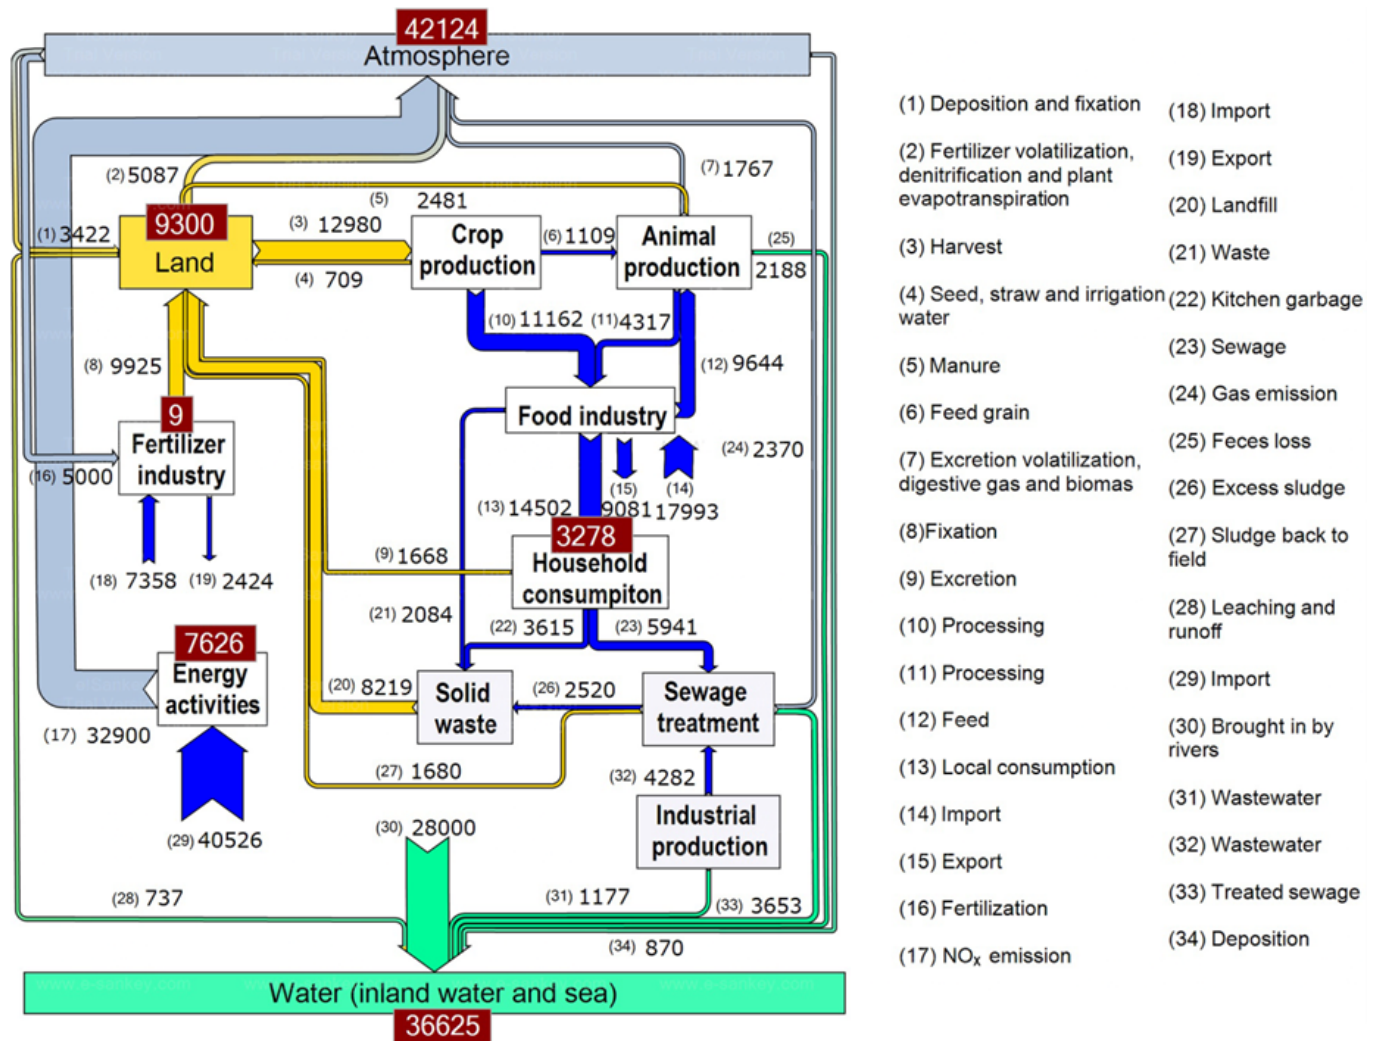 42124
Atmosphere
(2) 5087
(7) 1767
(5) 2481
(1) 3422
9300
Land
(3) 12980
(4) 709
Crop
production
(6) 1109
Animal
production
(25)
2188
(10) 11162
(11) 4317
(8) 9925
(12) 9644
9
Fertilizer
industry
Food industry
(24) 2370
(16) 5000
(13) 14502
(15)
9081
(14)
17993
3278
Household
consumpiton
(9) 1668
(18) 7358
(19) 2424
(21) 2084
(22) 3615
(23) 5941
7626
Energy
activities
(20) 8219
Solid
waste
(26) 2520
Sewage
treatment
(17) 32900
(27) 1680
(32) 4282
(29) 40526
(30) 28000
Industrial
production
(28) 737
(31) 1177
(33) 3653
(34) 870
www.e-sankey.com
Water (inland water and sea)
36625
(1) Deposition and fixation
(2) Fertilizer volatilization,
denitrification and plant
evapotranspiration
(3) Harvest
(4) Seed, straw and irrigation
water
(5) Manure
(6) Feed grain
(7) Excretion volatilization,
digestive gas and biomas
(8)Fixation
(9) Excretion
(10) Processing
(11) Processing
(12) Feed
(13) Local consumption
(14) Import
(15) Export
(16) Fertilization
(17) NOx emission
(18) Import
(19) Export
(20) Landfill
(21) Waste
(22) Kitchen garbage
(23) Sewage
(24) Gas emission
(25) Feces loss
(26) Excess sludge
(27) Sludge back to
field
(28) Leaching and
runoff
(29) Import
(30) Brought in by
rivers
(31) Wastewater
(32) Wastewater
(33) Treated sewage
(34) Deposition